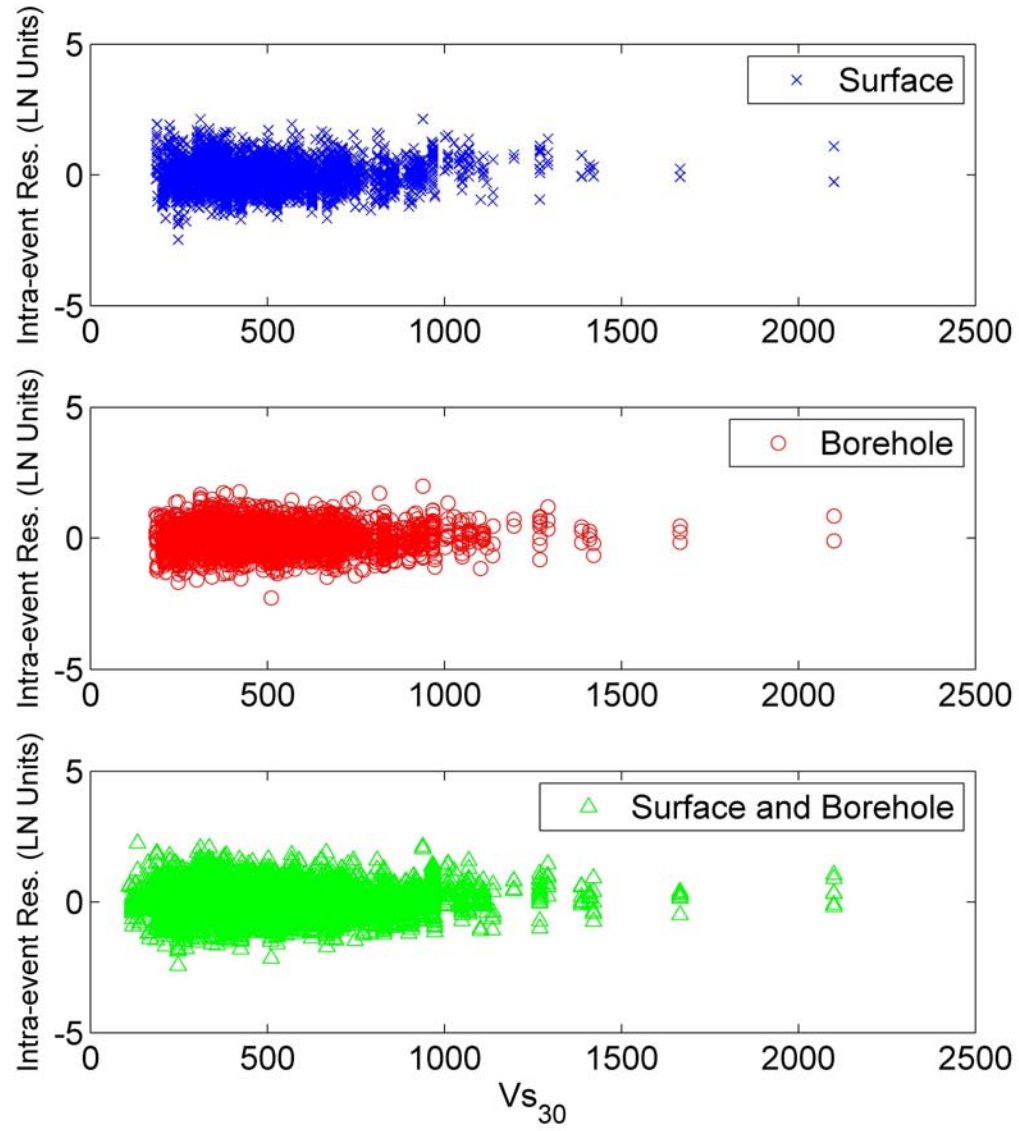 Intra-event Res. (LN Units)
5
0
-5
Surface
0 500 1000 1500 2000 2500
Intra-event Res. (LN Units)
5
0
-5
Borehole
0 500 1000 1500 2000 2500
Intra-event Res. (LN Units)
5
0
-5
Surface and Borehole
0 500 1000 1500 2000 2500
Vs30